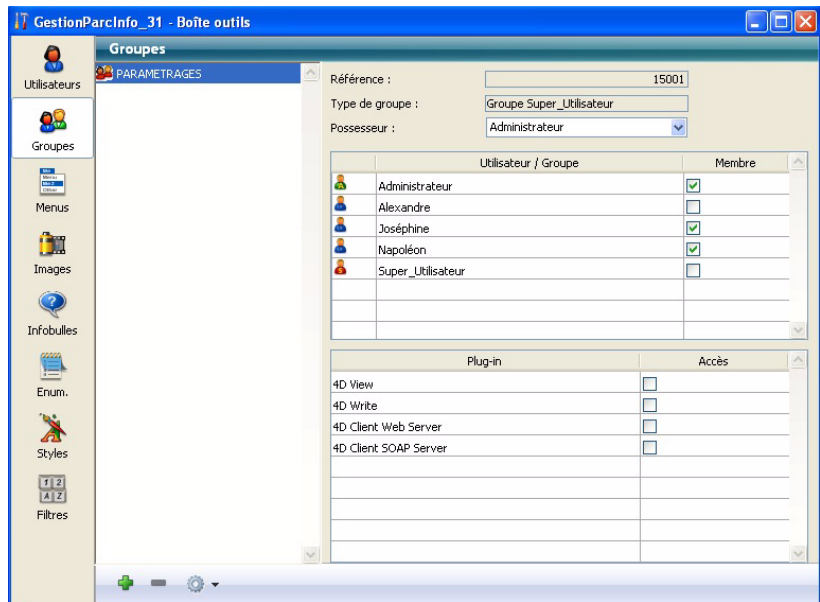 GestionParcInfo_31 - Boîte outils
Groupes
Utilisateurs
Groupes
Menus
Images
Infobulles
Enum.
Styles
Filtres
PARAMETRAGES
Référence : 15001
Type de groupe : Groupe Super_Utilisateur
Possesseur : Administrateur
Utilisateur / Groupe Membre
Administrateur
Alexandre
Joséphine
Napoléon
Super_Utilisateur
Plug-in Accès
4D View
4D Write
4D Client Web Server
4D Client SOAP Server